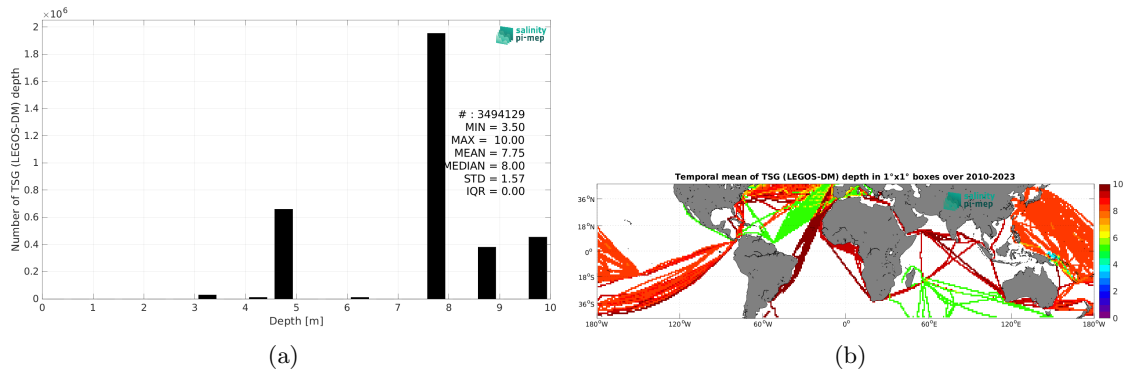 ×10⁶
salinity
pi-mep
2
1.8
1.6
1.4
1.2
1
0.8
0.6
0.4
0.2
0
Number of TSG (LEGOS-DM) depth
# : 3494129
MIN = 3.50
MAX = 10.00
MEAN = 7.75
MEDIAN = 8.00
STD = 1.57
IQR = 0.00
0 1 2 3 4 5 6 7 8 9 10
Depth [m]
(a)
Temporal mean of TSG (LEGOS-DM) depth in 1°x1° boxes over 2010-2023
salinity
pi-mep
36°N
18°N
0°
18°S
36°S
180°W 120°W 60°W 0° 60°E 120°E 180°W
10
9
8
7
6
5
4
3
2
1
0
(b)